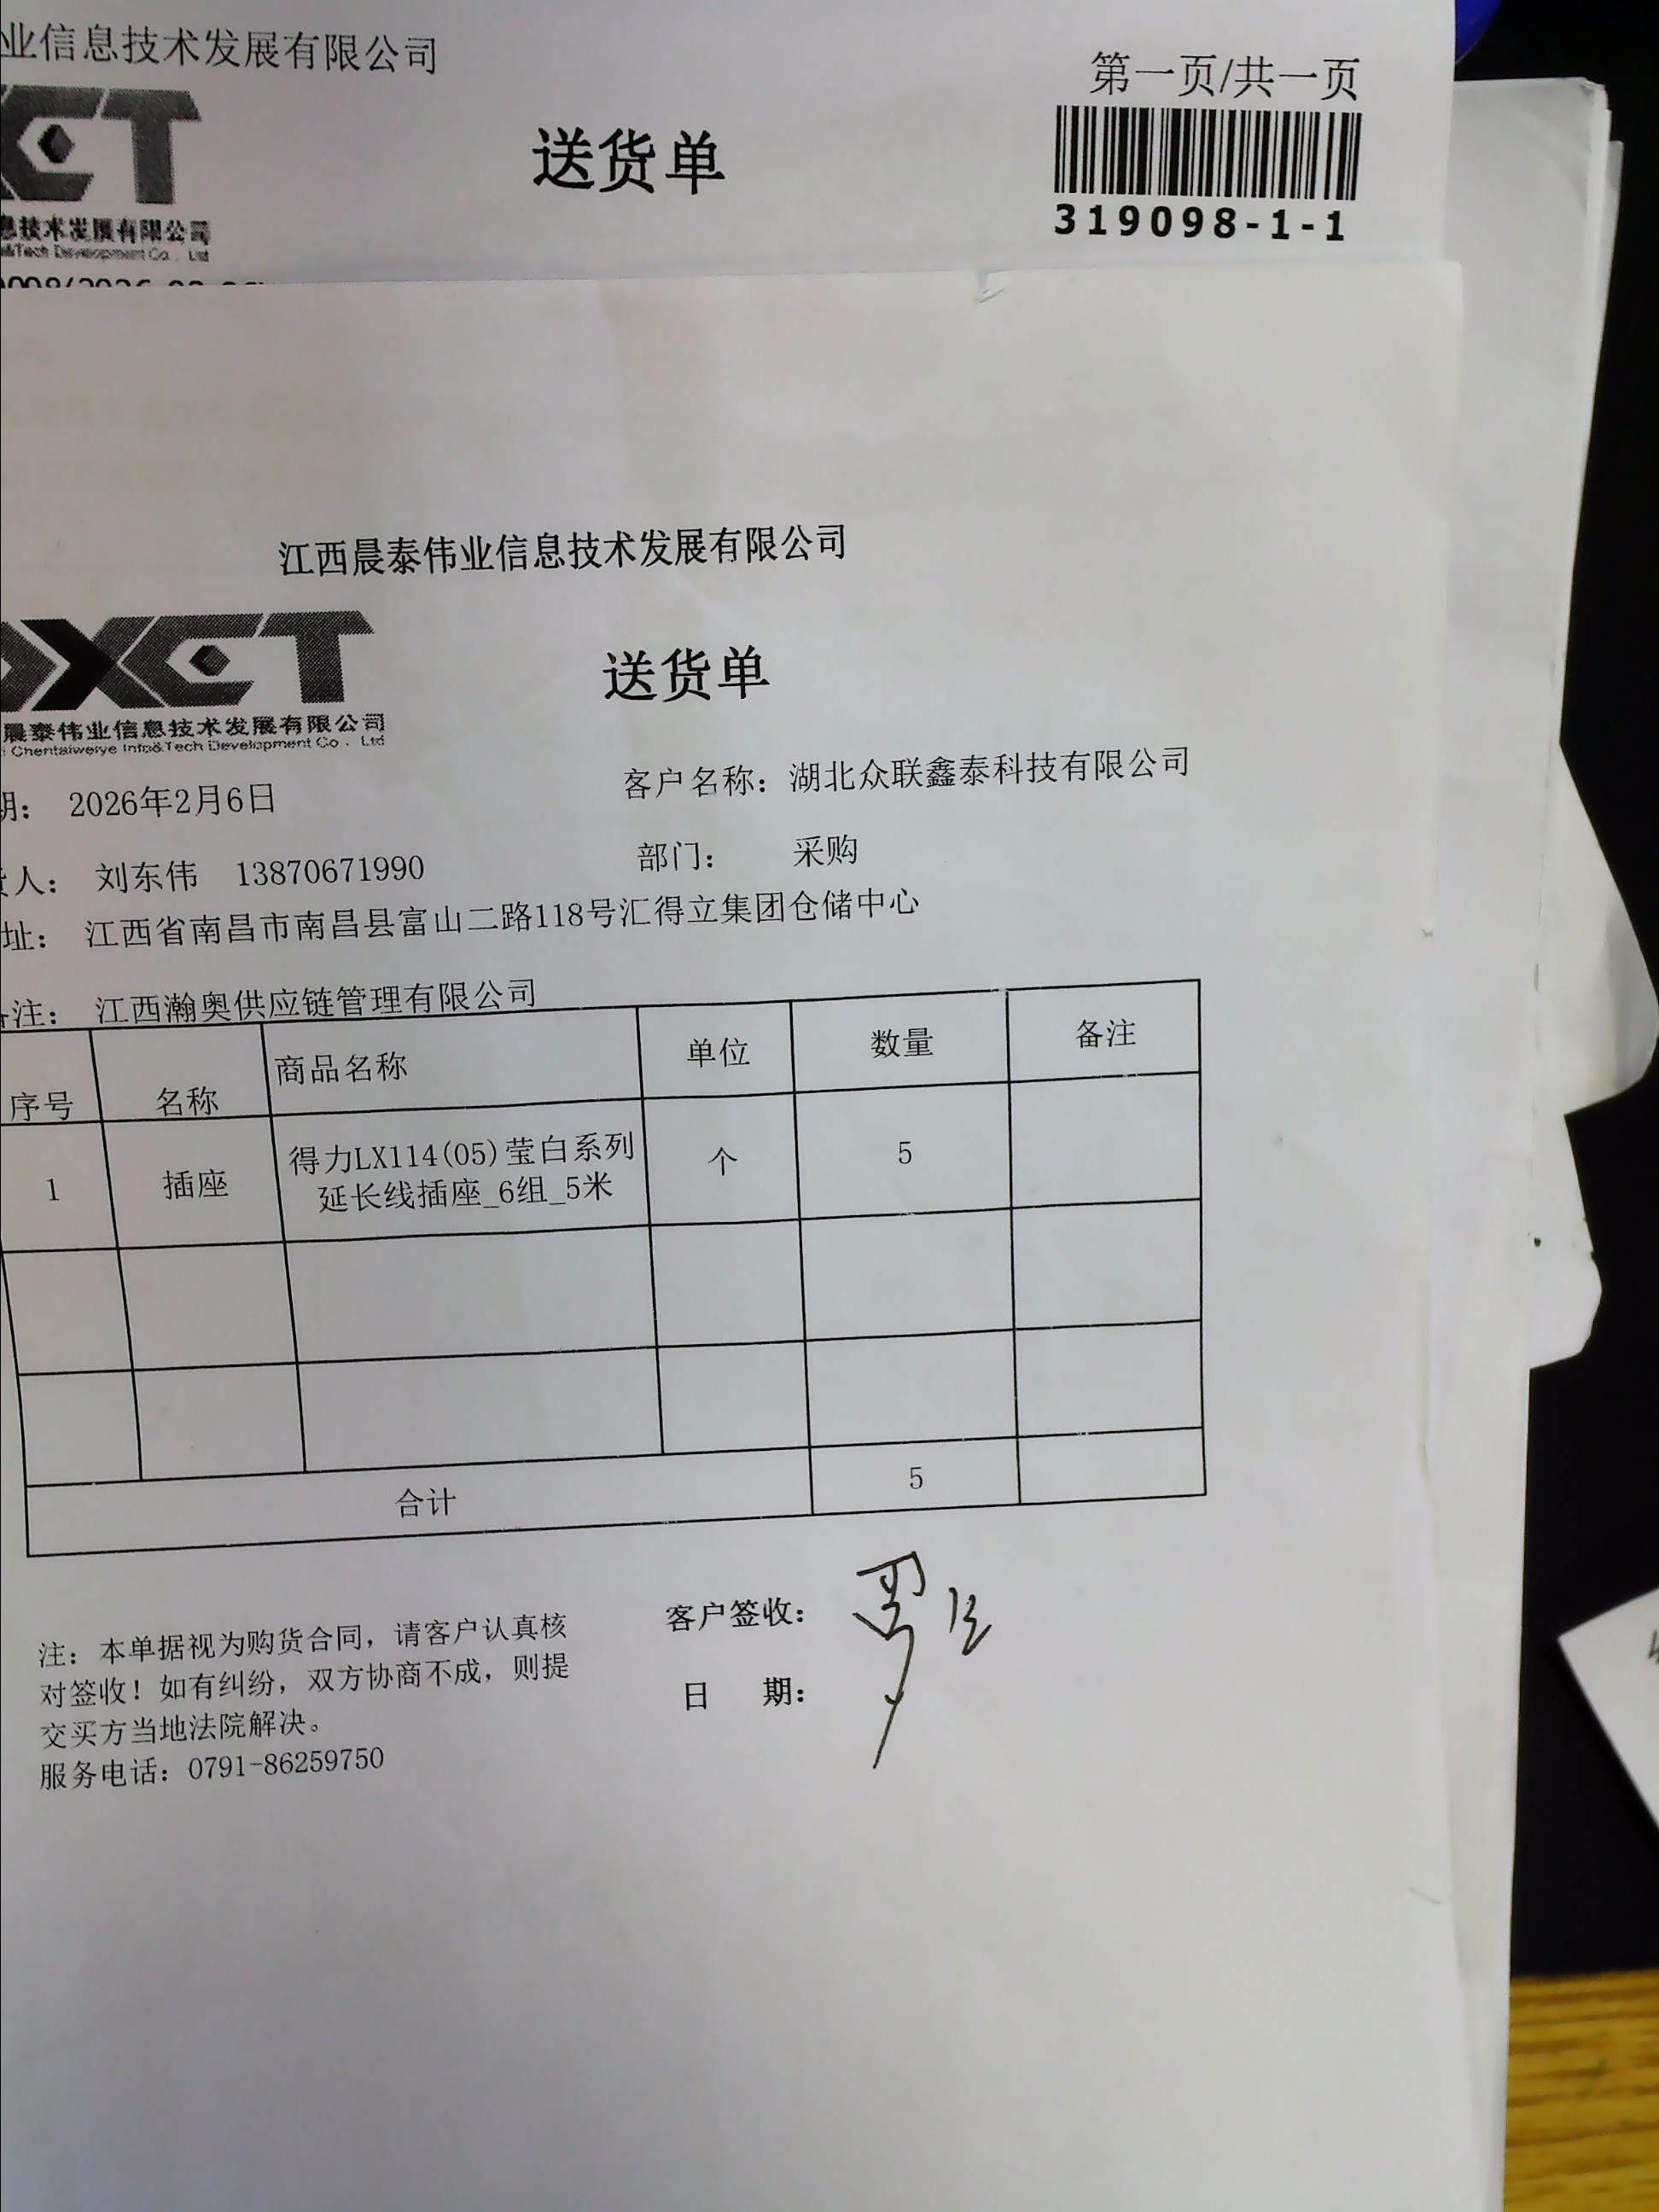 业信息技术发展有限公司
第一页/共一页
送货单
319098-1-1
息技术发展有限公司
&Tech Development Co., Ltd
江西晨泰伟业信息技术发展有限公司
送货单
晨泰伟业信息技术发展有限公司
Chentaiweiye Info&Tech Development Co., Ltd
期: 2026年2月6日
客户名称: 湖北众联鑫泰科技有限公司
人: 刘东伟 13870671990
部门: 采购
址: 江西省南昌市南昌县富山二路118号汇得立集团仓储中心
注: 江西瀚奥供应链管理有限公司
序号 名称 商品名称 单位 数量 备注
1 插座 得力LX114(05)莹白系列 个 5
延长线插座_6组_5米
合计 5
注: 本单据视为购货合同, 请客户认真核
对签收! 如有纠纷, 双方协商不成, 则提
交买方当地法院解决。
服务电话: 0791-86259750
客户签收:
日 期: